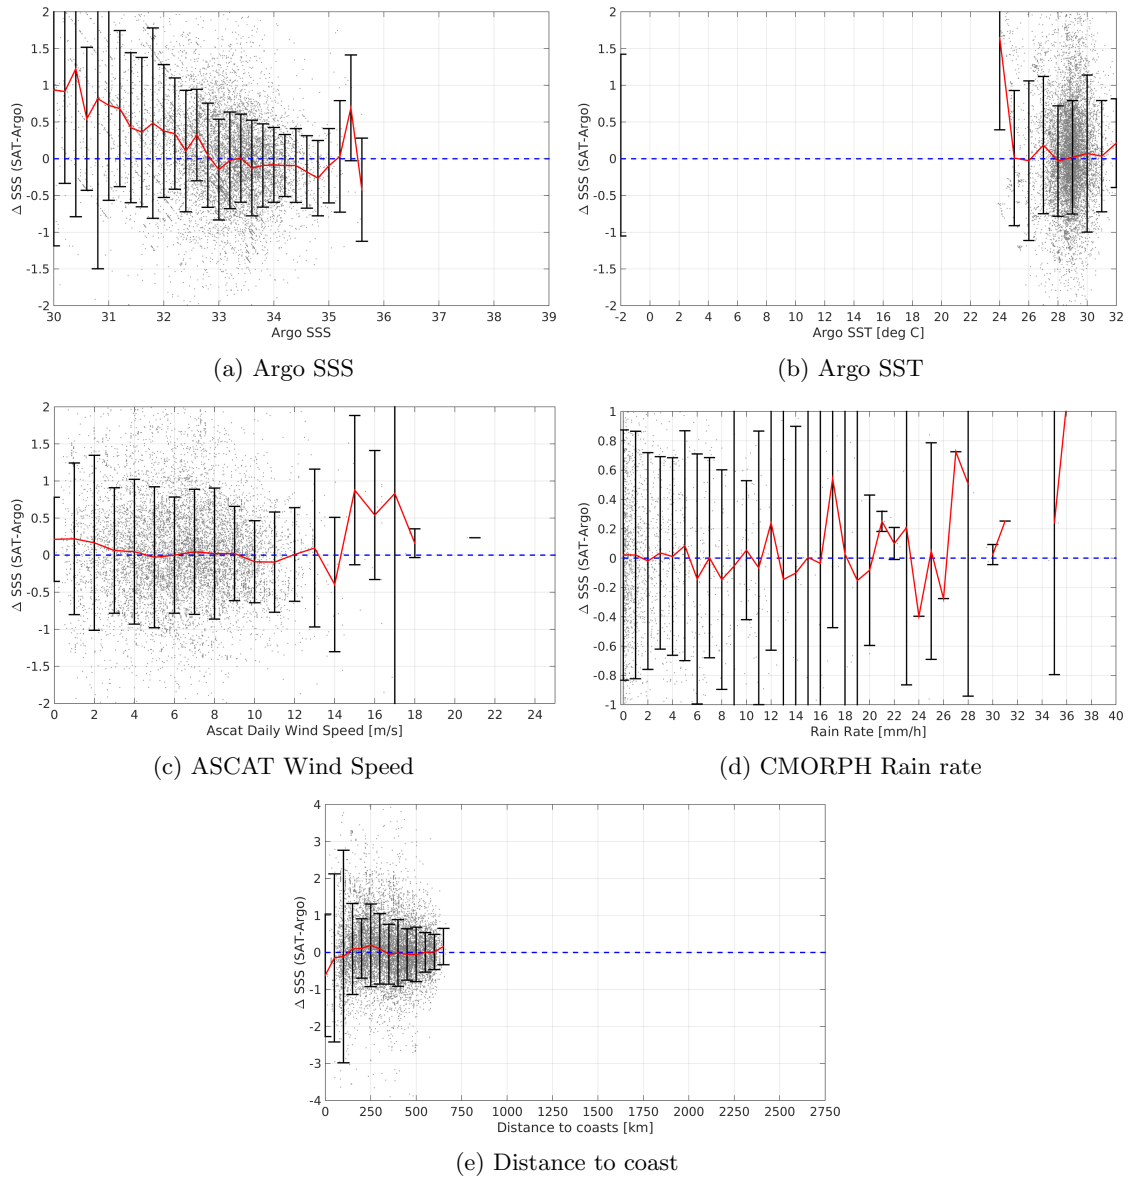 2
1.5
1
0.5
0
-0.5
-1
-1.5
-2
Δ SSS (SAT-Argo)
30 31 32 33 34 35 36 37 38 39
Argo SSS
(a) Argo SSS
2
1.5
1
0.5
0
-0.5
-1
-1.5
-2
Δ SSS (SAT-Argo)
-2 0 2 4 6 8 10 12 14 16 18 20 22 24 26 28 30 32
Argo SST [deg C]
(b) Argo SST
2
1.5
1
0.5
0
-0.5
-1
-1.5
-2
Δ SSS (SAT-Argo)
0 2 4 6 8 10 12 14 16 18 20 22 24
Ascat Daily Wind Speed [m/s]
(c) ASCAT Wind Speed
1
0.8
0.6
0.4
0.2
0
-0.2
-0.4
-0.6
-0.8
-1
Δ SSS (SAT-Argo)
0 2 4 6 8 10 12 14 16 18 20 22 24 26 28 30 32 34 36 38 40
Rain Rate [mm/h]
(d) CMORPH Rain rate
4
3
2
1
0
-1
-2
-3
-4
Δ SSS (SAT-Argo)
0 250 500 750 1000 1250 1500 1750 2000 2250 2500 2750
Distance to coasts [km]
(e) Distance to coast